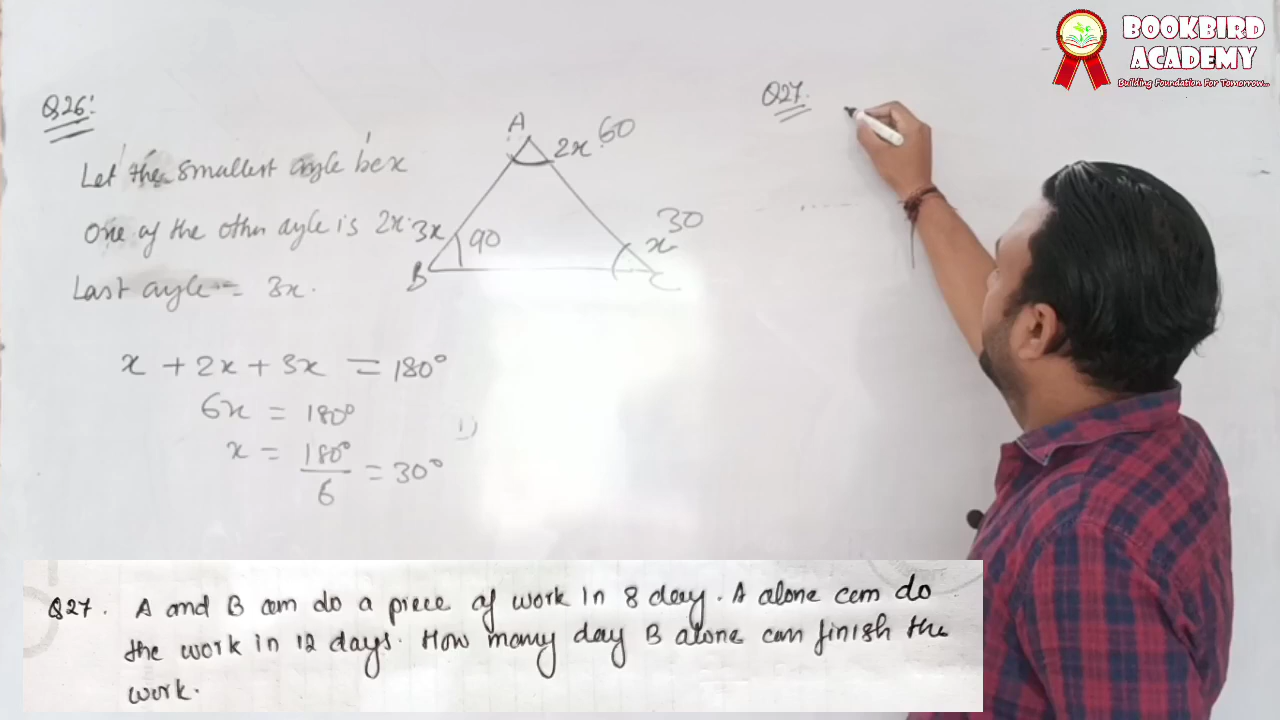 BOOKBIRD
ACADEMY
Building Foundation For Tomorrow...
Q26:
Let the smallest angle be x
One of the other angle is 2x.
Last angle = 3x.
x + 2x + 3x = 180°
6x = 180°
x = 180°/6 = 30°
A
2x 60
3x
90
B
x 30
C
1)
Q27.
Q27. A and B can do a piece of work in 8 day. A alone can do
the work in 12 days. How many day B alone can finish the
work.